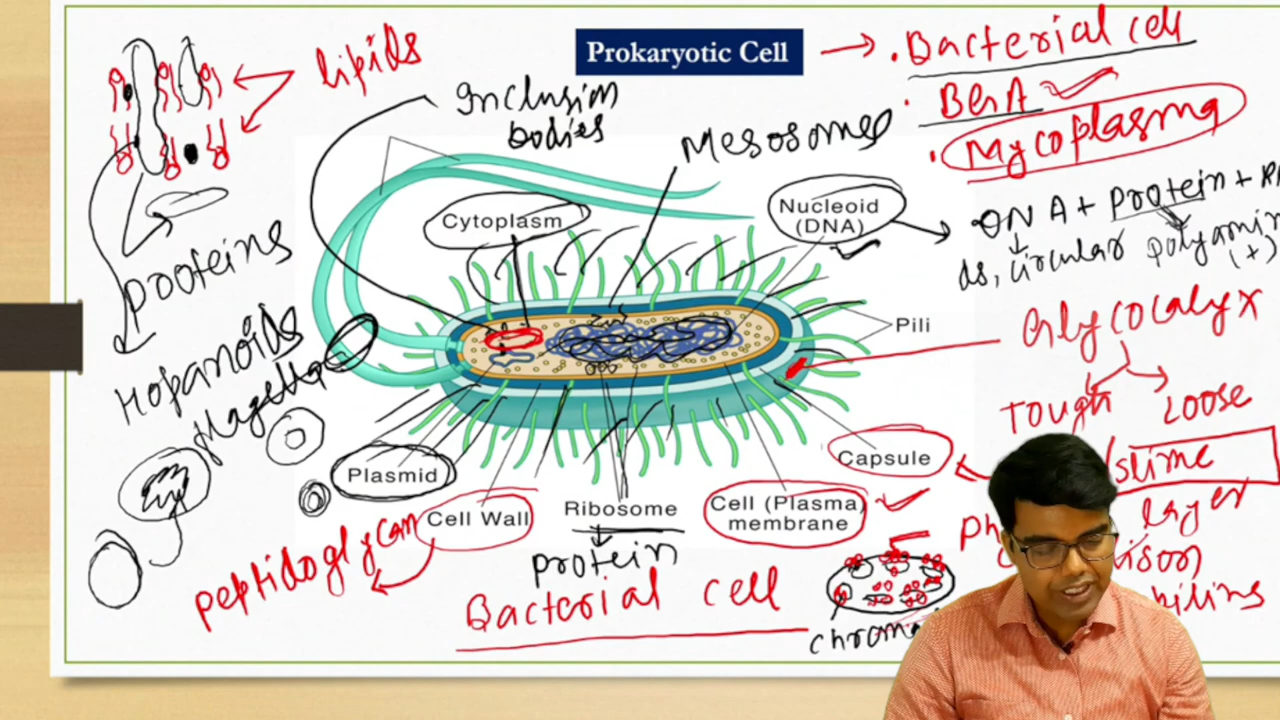 Prokaryotic Cell
Bacterial cell
BGA
Mycoplasma
lipids
Inclusion
bodies
Mesosomes
Cytoplasm
Nucleoid
(DNA)
DNA + Protein +
ds, circular
(+)
proteins
Hopanoids
flagella
Pili
Glycocalyx
Tough Loose
Capsule
slime
layer
Plasmid
Cell Wall
Ribosome
Cell (Plasma)
membrane
peptidoglycan
protein
Bacterial cell